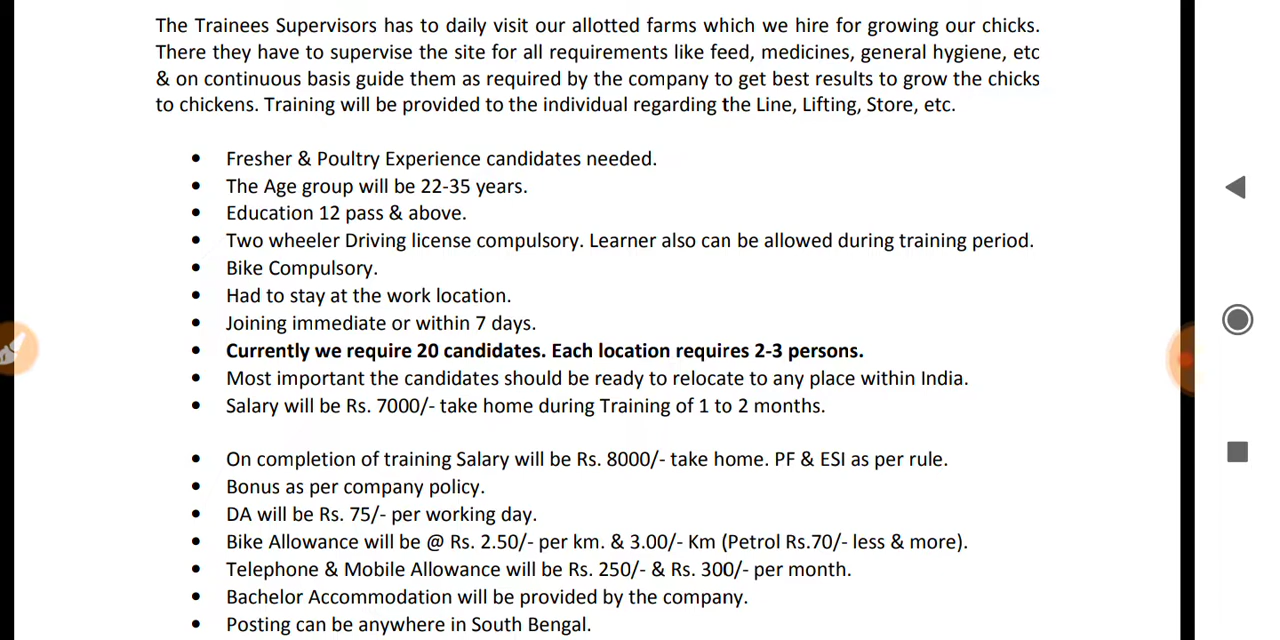 The Trainees Supervisors has to daily visit our allotted farms which we hire for growing our chicks.
There they have to supervise the site for all requirements like feed, medicines, general hygiene, etc
& on continuous basis guide them as required by the company to get best results to grow the chicks
to chickens. Training will be provided to the individual regarding the Line, Lifting, Store, etc.
• Fresher & Poultry Experience candidates needed.
• The Age group will be 22-35 years.
• Education 12 pass & above.
• Two wheeler Driving license compulsory. Learner also can be allowed during training period.
• Bike Compulsory.
• Had to stay at the work location.
• Joining immediate or within 7 days.
• Currently we require 20 candidates. Each location requires 2-3 persons.
• Most important the candidates should be ready to relocate to any place within India.
• Salary will be Rs. 7000/- take home during Training of 1 to 2 months.
• On completion of training Salary will be Rs. 8000/- take home. PF & ESI as per rule.
• Bonus as per company policy.
• DA will be Rs. 75/- per working day.
• Bike Allowance will be @ Rs. 2.50/- per km. & 3.00/- Km (Petrol Rs.70/- less & more).
• Telephone & Mobile Allowance will be Rs. 250/- & Rs. 300/- per month.
• Bachelor Accommodation will be provided by the company.
• Posting can be anywhere in South Bengal.